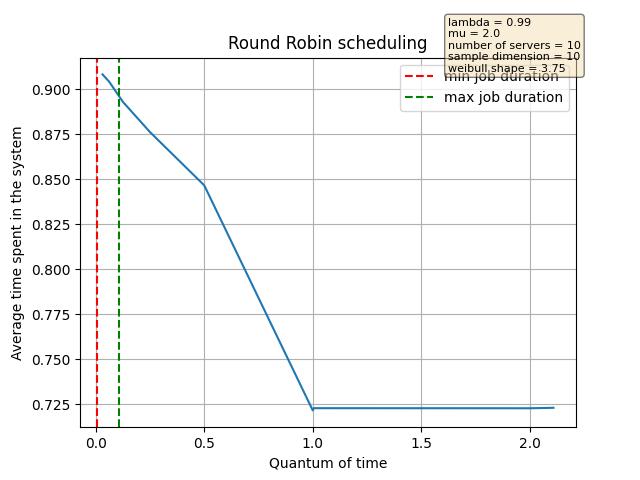 lambda = 0.99
mu = 2.0
number of servers = 10
sample dimension = 10
weibull shape = 3.75
Round Robin scheduling
min job duration
max job duration
Average time spent in the system
0.900
0.875
0.850
0.825
0.800
0.775
0.750
0.725
0.0 0.5 1.0 1.5 2.0
Quantum of time